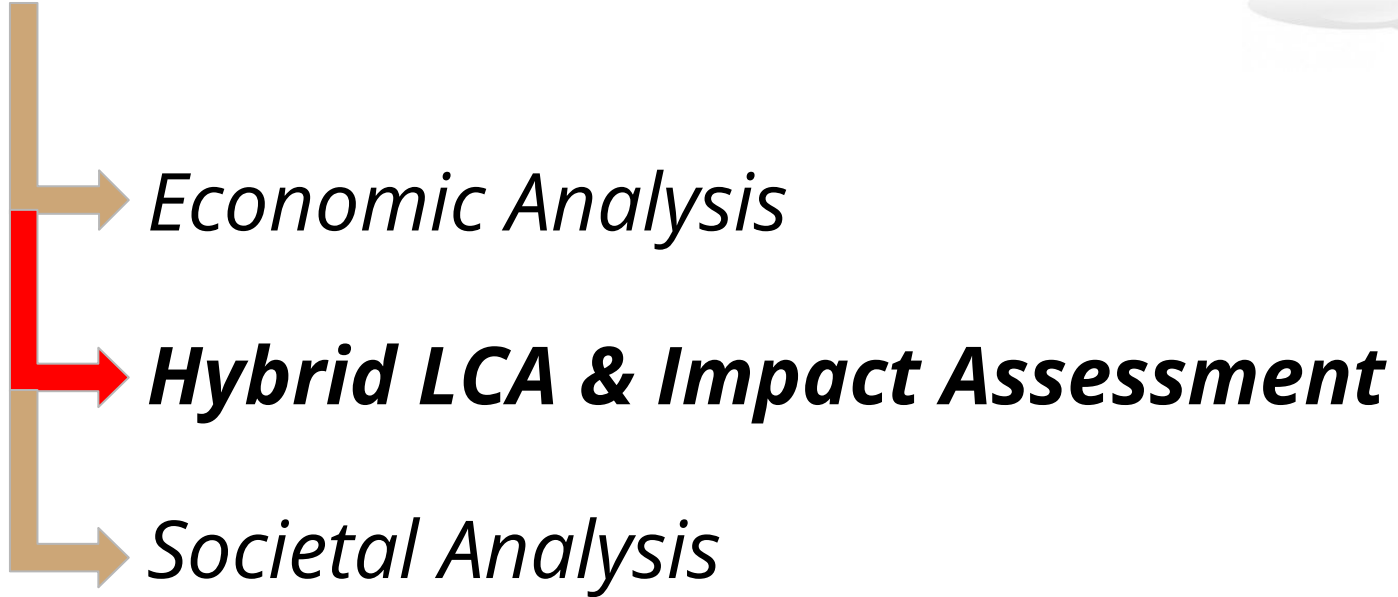 Economic Analysis
Hybrid LCA & Impact Assessment
Societal Analysis